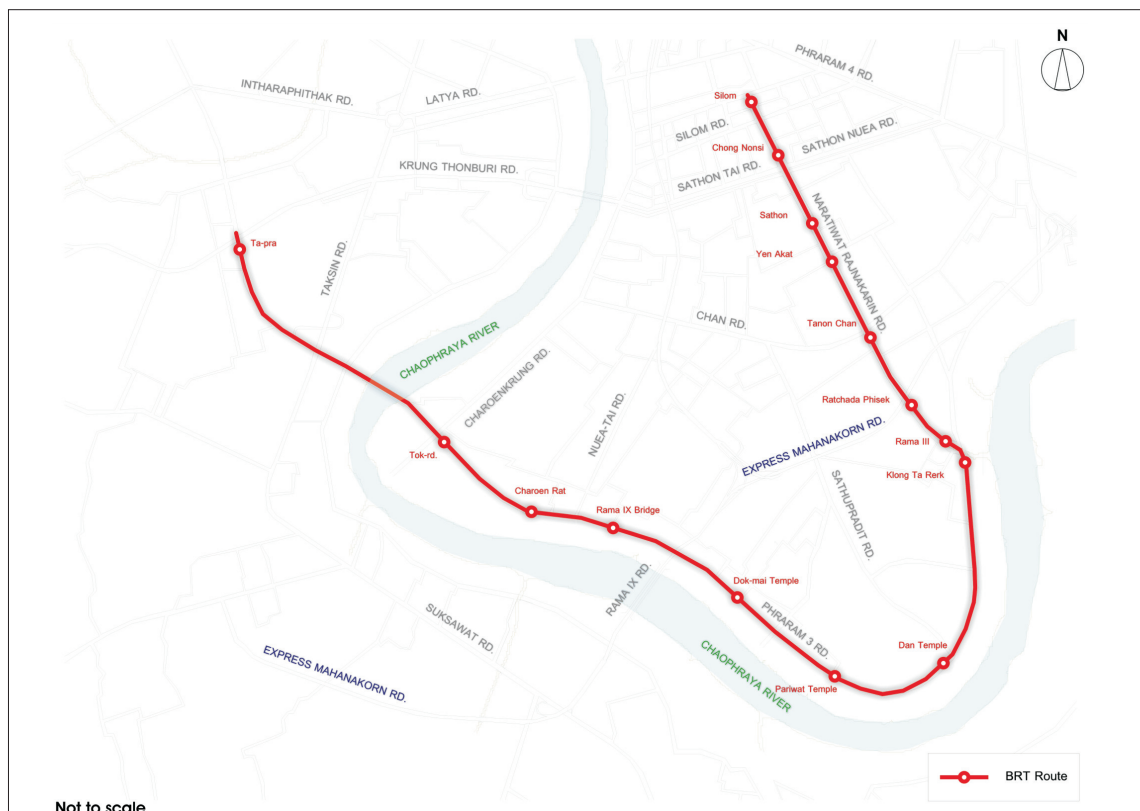 N
PHRARAM 4 RD.
INTHARAPHITHAK RD.
LATYA RD.
Silom
SILOM RD.
SATHON NUEA RD.
Chong Nonsi
KRUNG THONBURI RD.
SATHON TAI RD.
Sathon
NARATIWAT RAJNAKARIN RD.
Ta-pra
TAKSIN RD.
Yen Akat
CHAN RD.
Tanon Chan
CHAOPHRAYA RIVER
CHAROENKRUNG RD.
Ratchada Phisek
NUEA-TAI RD.
EXPRESS MAHANAKORN RD.
Rama III
Tok-rd.
Klong Ta Rerk
Charoen Rat
Rama IX Bridge
SATHUPRADIT RD.
RAMA IX RD.
Dok-mai Temple
SUKSAWAT RD.
PHRARAM 3 RD.
Dan Temple
EXPRESS MAHANAKORN RD.
CHAOPHRAYA RIVER
Pariwat Temple
BRT Route
Not to scale